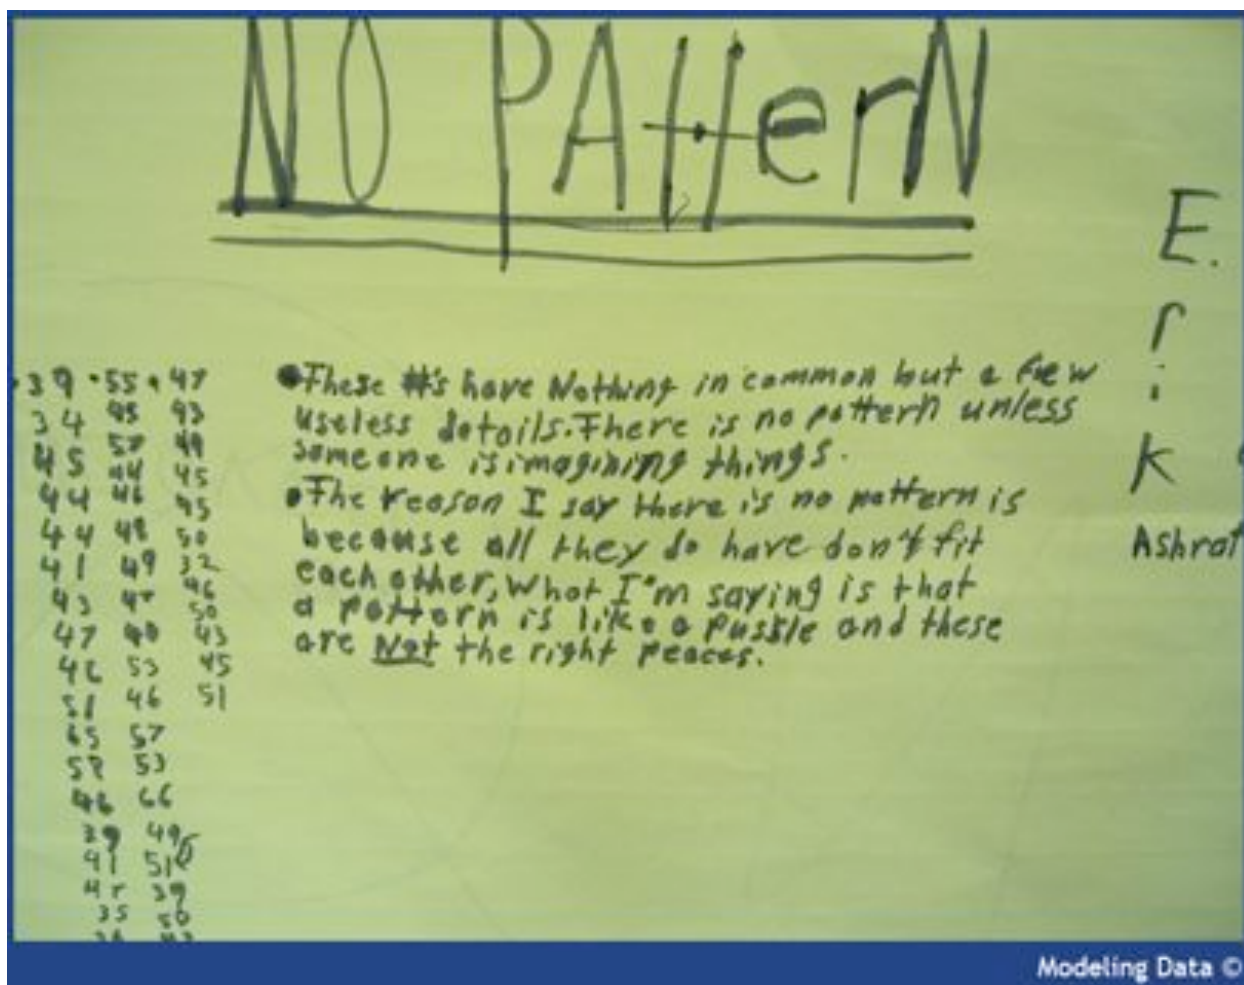 NO PAtterN
E.
r
i
k
Ashraf
39 • 55 • 47
34 45 43
45 57 49
44 44 45
44 46 45
41 48 50
43 49 32
47 46
50
53 43
46 45
51 46 51
65 57
53
46 66
39 49
41 51
39
35 50
• These #'s have Nothing in common but a few
useless details. There is no pattern unless
someone is imagining things.
• The reason I say there is no pattern is
because all they do have don't fit
each other, What I'm saying is that
a pattern is like a pussle and these
are Not the right peaces.
Modeling Data ©